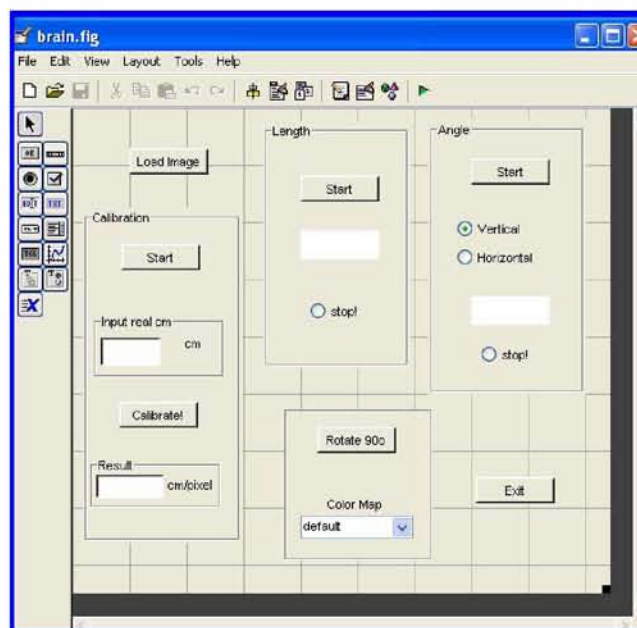 brain.fig
File Edit View Layout Tools Help
Load Image
Calibration
Start
Input real cm
cm
Calibrate!
Result
cm/pixel
Length
Start
stop!
Angle
Start
Vertical
Horizontal
stop!
Rotate 90o
Color Map
default
Exit